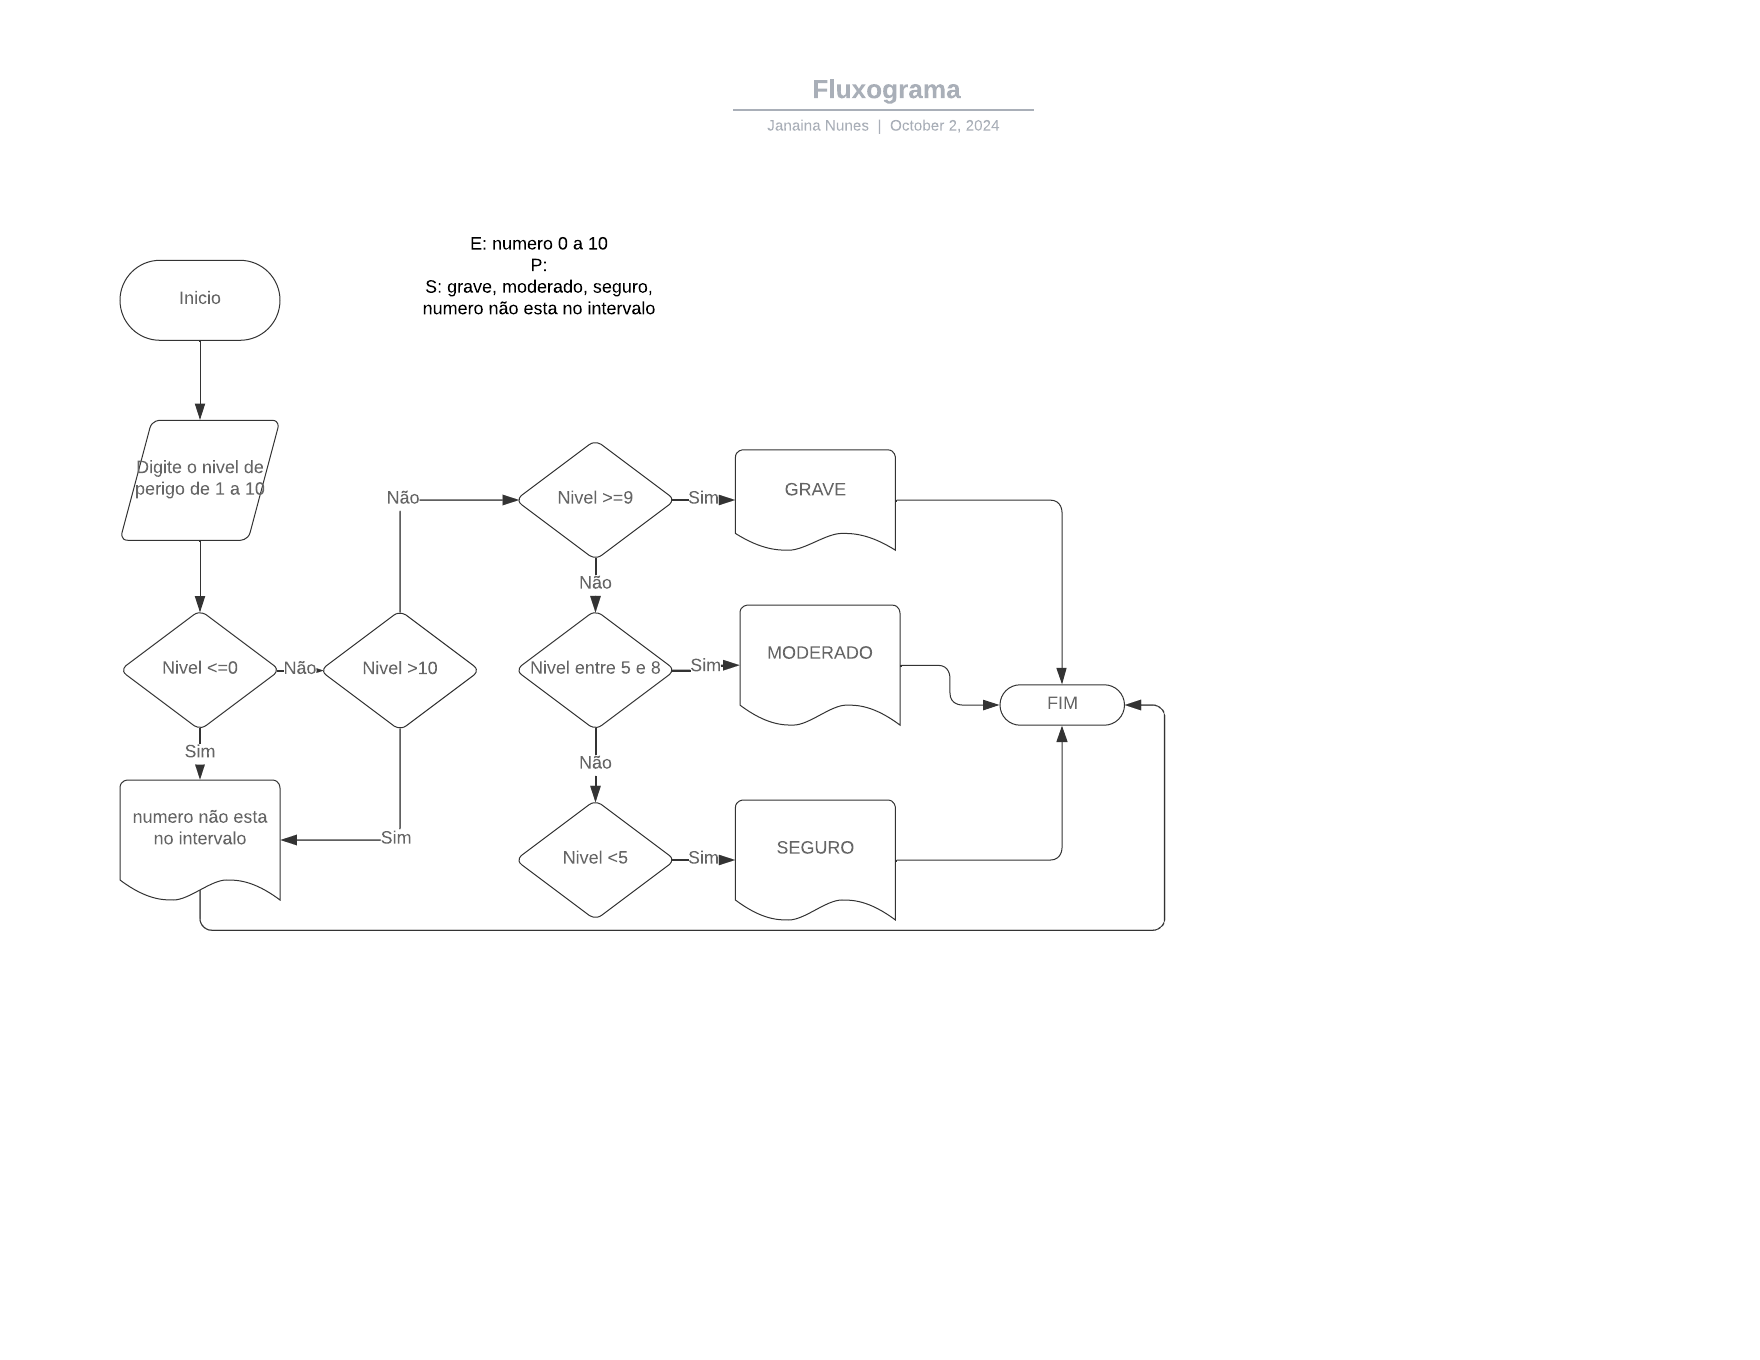 Fluxograma
Janaina Nunes | October 2, 2024
E: numero 0 a 10
P:
S: grave, moderado, seguro,
numero não esta no intervalo
Inicio
Digite o nivel de
perigo de 1 a 10
Nivel <=0
Não
Nivel >10
Sim
numero não esta
no intervalo
Sim
Não
Nivel >=9
Sim
GRAVE
Não
Nivel entre 5 e 8
Sim
MODERADO
Não
Nivel <5
Sim
SEGURO
FIM